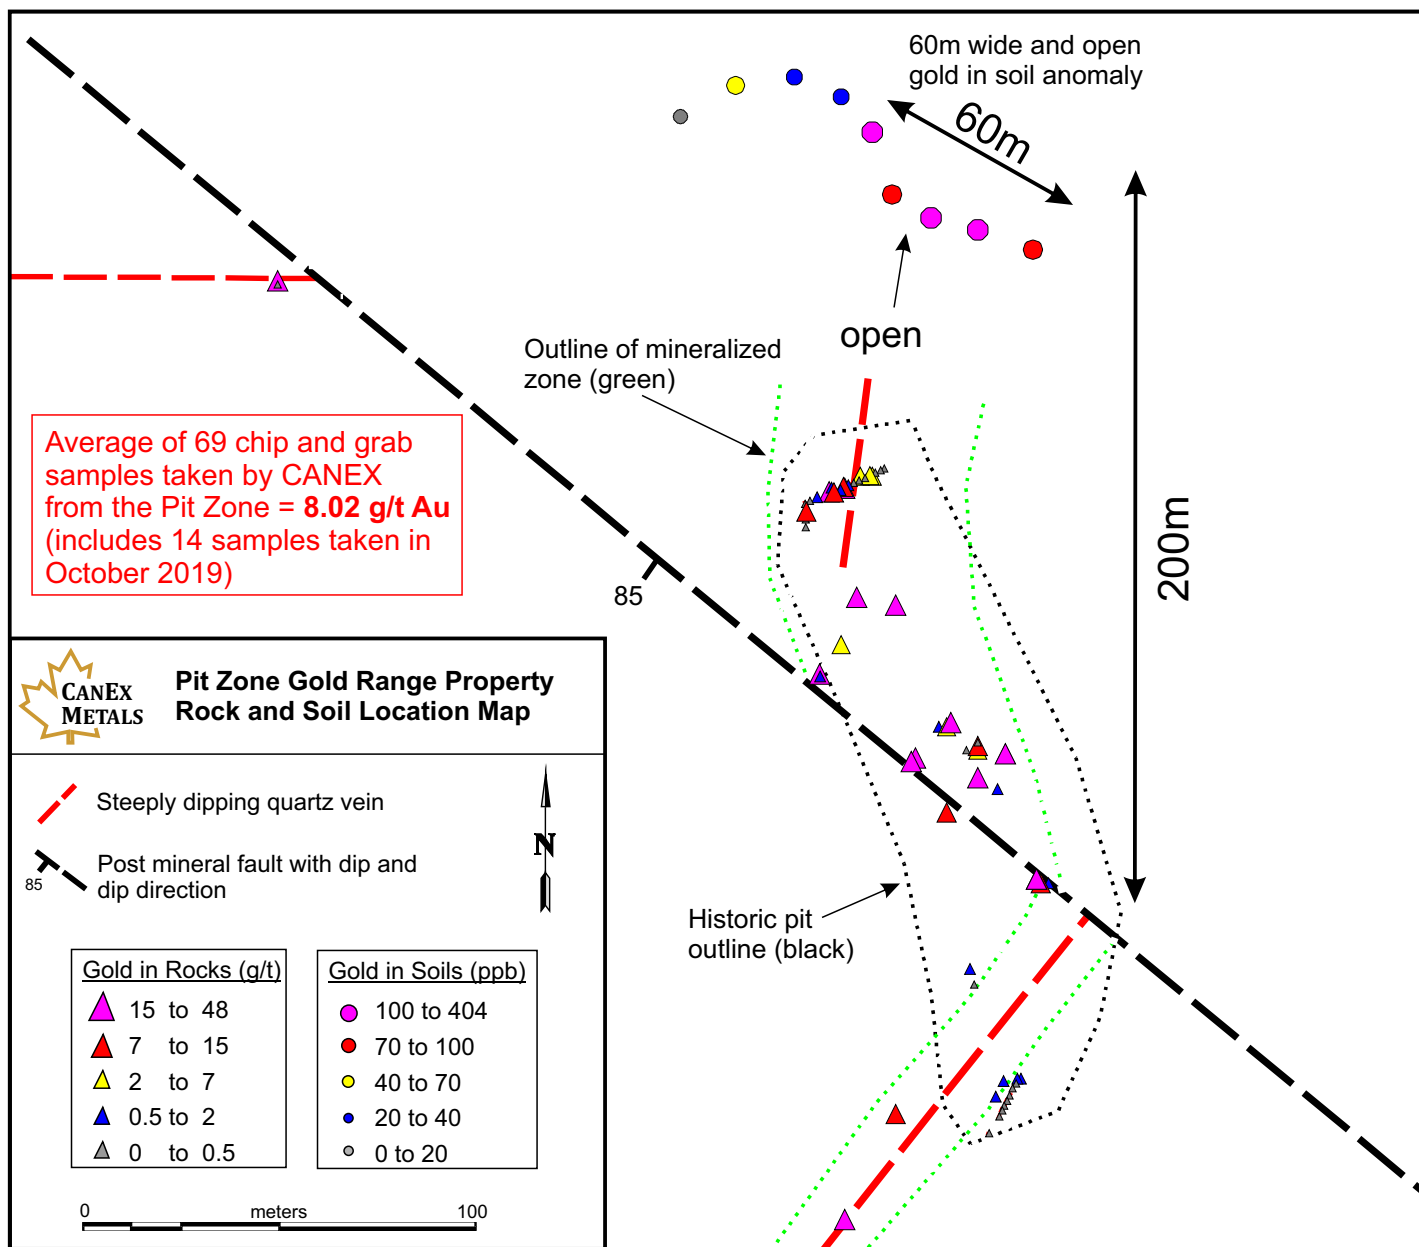 60m wide and open
gold in soil anomaly
60m
open
200m
Outline of mineralized
zone (green)
Average of 69 chip and grab
samples taken by CANEX
from the Pit Zone = 8.02 g/t Au
(includes 14 samples taken in
October 2019)
85
CANEX
METALS
Pit Zone Gold Range Property
Rock and Soil Location Map
Steeply dipping quartz vein
85
Post mineral fault with dip and
dip direction
N
Historic pit
outline (black)
Gold in Rocks (g/t)
15 to 48
7 to 15
2 to 7
0.5 to 2
0 to 0.5
Gold in Soils (ppb)
100 to 404
70 to 100
40 to 70
20 to 40
0 to 20
0 meters 100